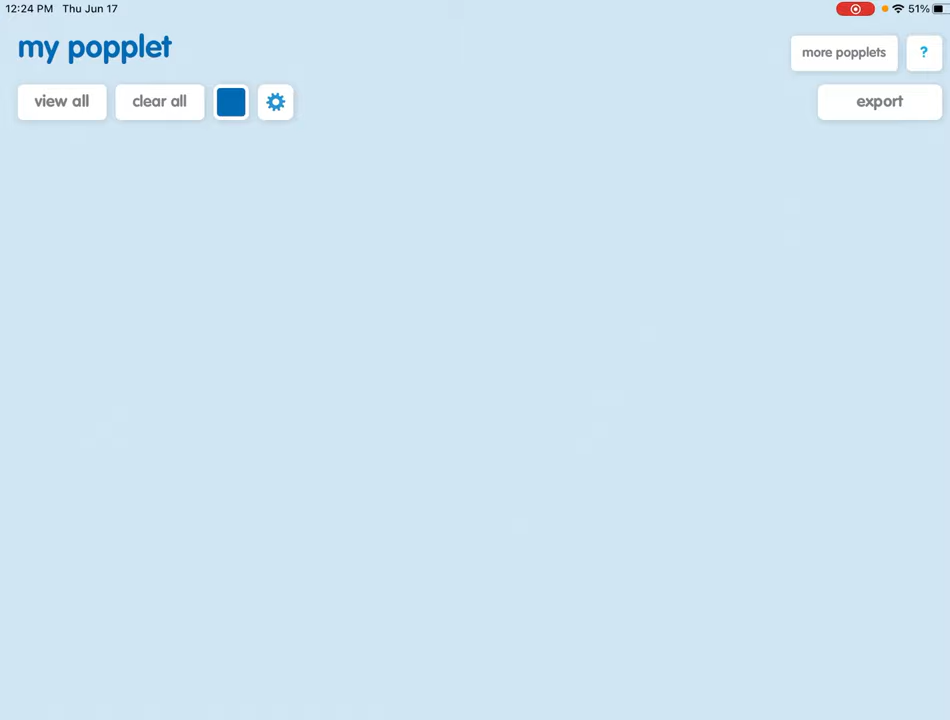 12:24 PM Thu Jun 17
51%
my popplet
more popplets
?
view all
clear all
export